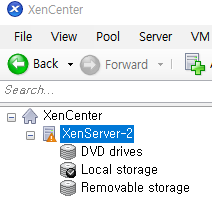 XenCenter
File View Pool Server VM
Back Forward
Search...
XenCenter
XenServer-2
DVD drives
Local storage
Removable storage